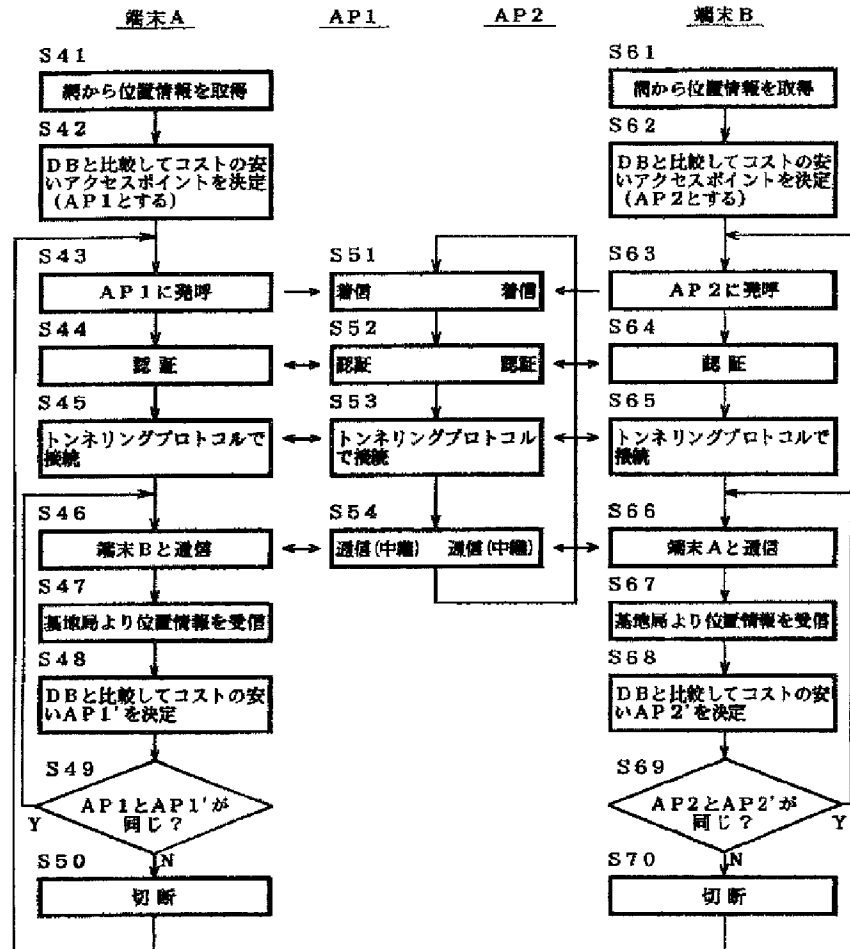 端末A
AP1
AP2
端末B
S41
網から位置情報を取得
S42
DBと比較してコストの安
いアクセスポイントを決定
(AP1とする)
S43
AP1に発呼
S44
認証
S45
トンネリングプロトコルで
接続
S46
端末Bと通信
S47
基地局より位置情報を受信
S48
DBと比較してコストの安
いAP1'を決定
S49
AP1とAP1'が
同じ?
Y
N
S50
切断
S51
着信 着信
S52
認証 認証
S53
トンネリングプロトコル
で接続
S54
通信(中継) 通信(中継)
S61
網から位置情報を取得
S62
DBと比較してコストの安
いアクセスポイントを決定
(AP2とする)
S63
AP2に発呼
S64
認証
S65
トンネリングプロトコルで
接続
S66
端末Aと通信
S67
基地局より位置情報を受信
S68
DBと比較してコストの安
いAP2'を決定
S69
AP2とAP2'が
同じ?
Y
N
S70
切断